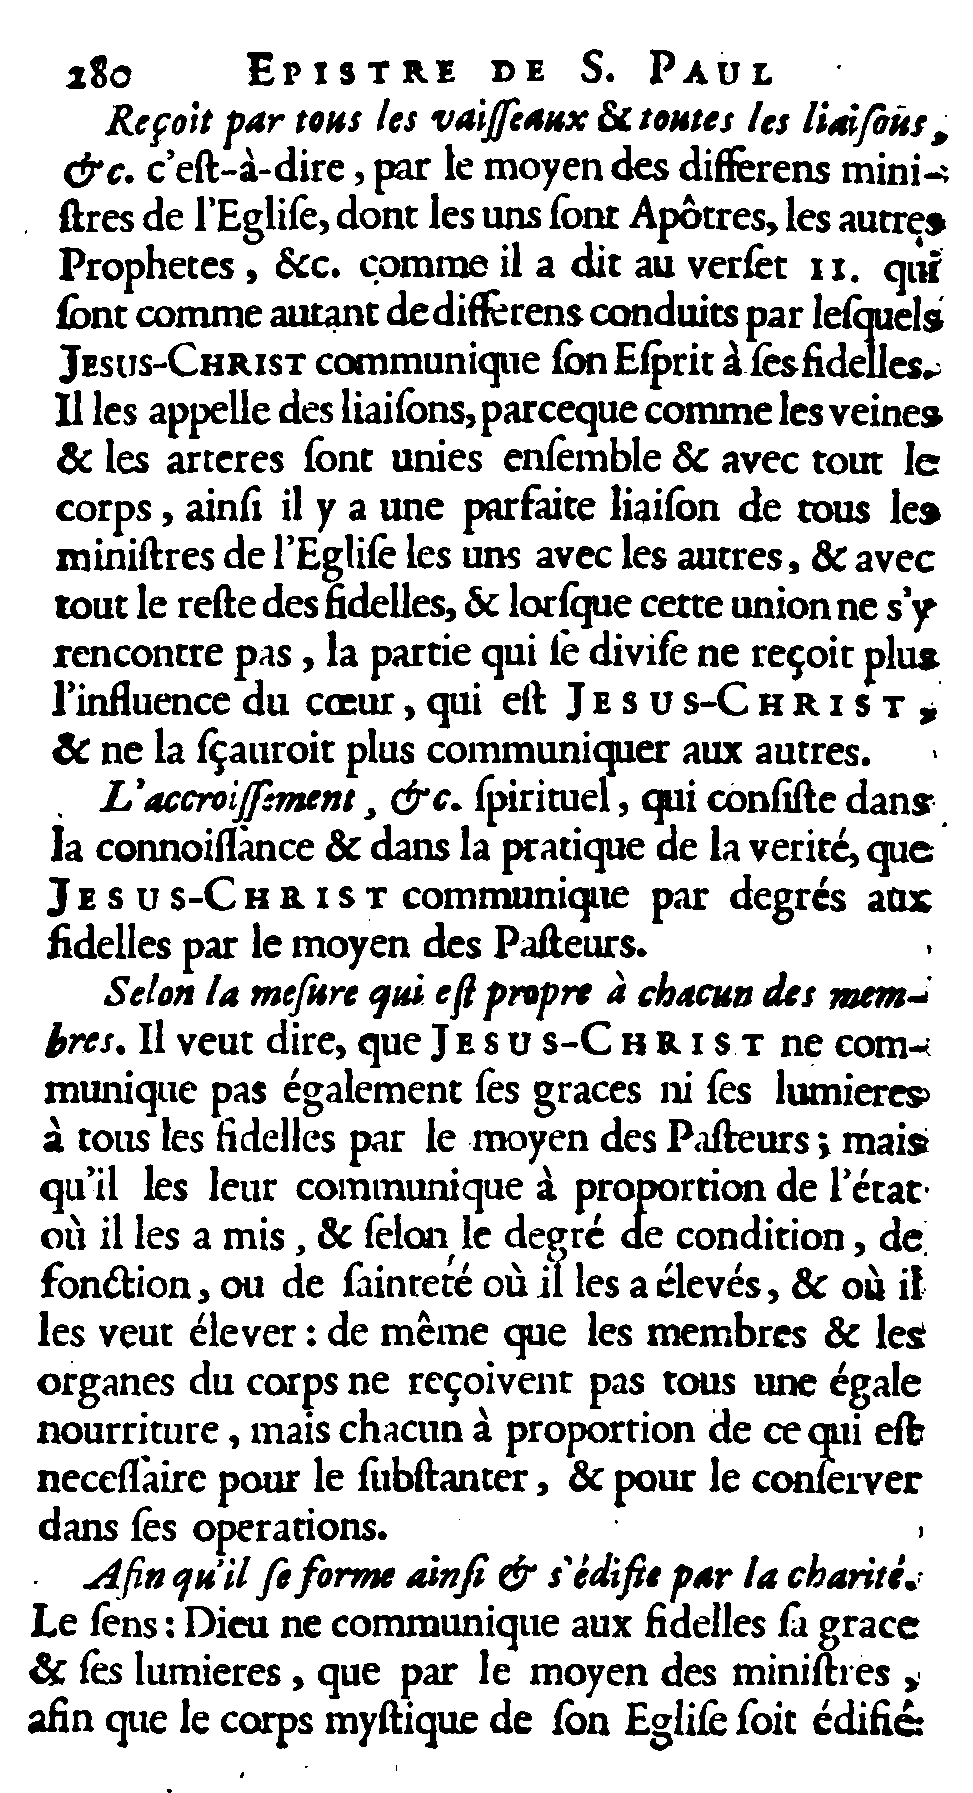 280 EPISTRE DE S. PAUL
Reçoit par tous les vaiſſeaux & toutes les liaiſons,
&c. c'eſt-à-dire, par le moyen des differens mini-
ſtres de l'Egliſe, dont les uns ſont Apôtres, les autres
Prophetes, &c. comme il a dit au verſet 11. qui
ſont comme autant de differens conduits par leſquels
JESUS-CHRIST communique ſon Eſprit à ſes fidelles.
Il les appelle des liaiſons, parceque comme les veines
& les arteres ſont unies enſemble & avec tout le
corps, ainſi il y a une parfaite liaiſon de tous les
miniſtres de l'Egliſe les uns avec les autres, & avec
tout le reſte des fidelles, & lorſque cette union ne s'y
rencontre pas, la partie qui ſe diviſe ne reçoit plus
l'influence du cœur, qui eſt JESUS-CHRIST,
& ne la ſçauroit plus communiquer aux autres.
L'accroiſſement, &c. ſpirituel, qui conſiſte dans
la connoiſſance & dans la pratique de la verité, que
JESUS-CHRIST communique par degrés aux
fidelles par le moyen des Paſteurs.
Selon la meſure qui eſt propre à chacun des mem-
bres. Il veut dire, que JESUS-CHRIST ne com-
munique pas également ſes graces ni ſes lumieres
à tous les fidelles par le moyen des Paſteurs; mais
qu'il les leur communique à proportion de l'état
où il les a mis, & ſelon le degré de condition, de
fonction, ou de ſainteté où il les a élevés, & où il
les veut élever: de même que les membres & les
organes du corps ne reçoivent pas tous une égale
nourriture, mais chacun à proportion de ce qui eſt
neceſſaire pour le ſubſtanter, & pour le conſerver
dans ſes operations.
Afin qu'il ſe forme ainſi & s'édifie par la charité.
Le ſens: Dieu ne communique aux fidelles ſa grace
& ſes lumieres, que par le moyen des miniſtres,
afin que le corps myſtique de ſon Egliſe ſoit édifié